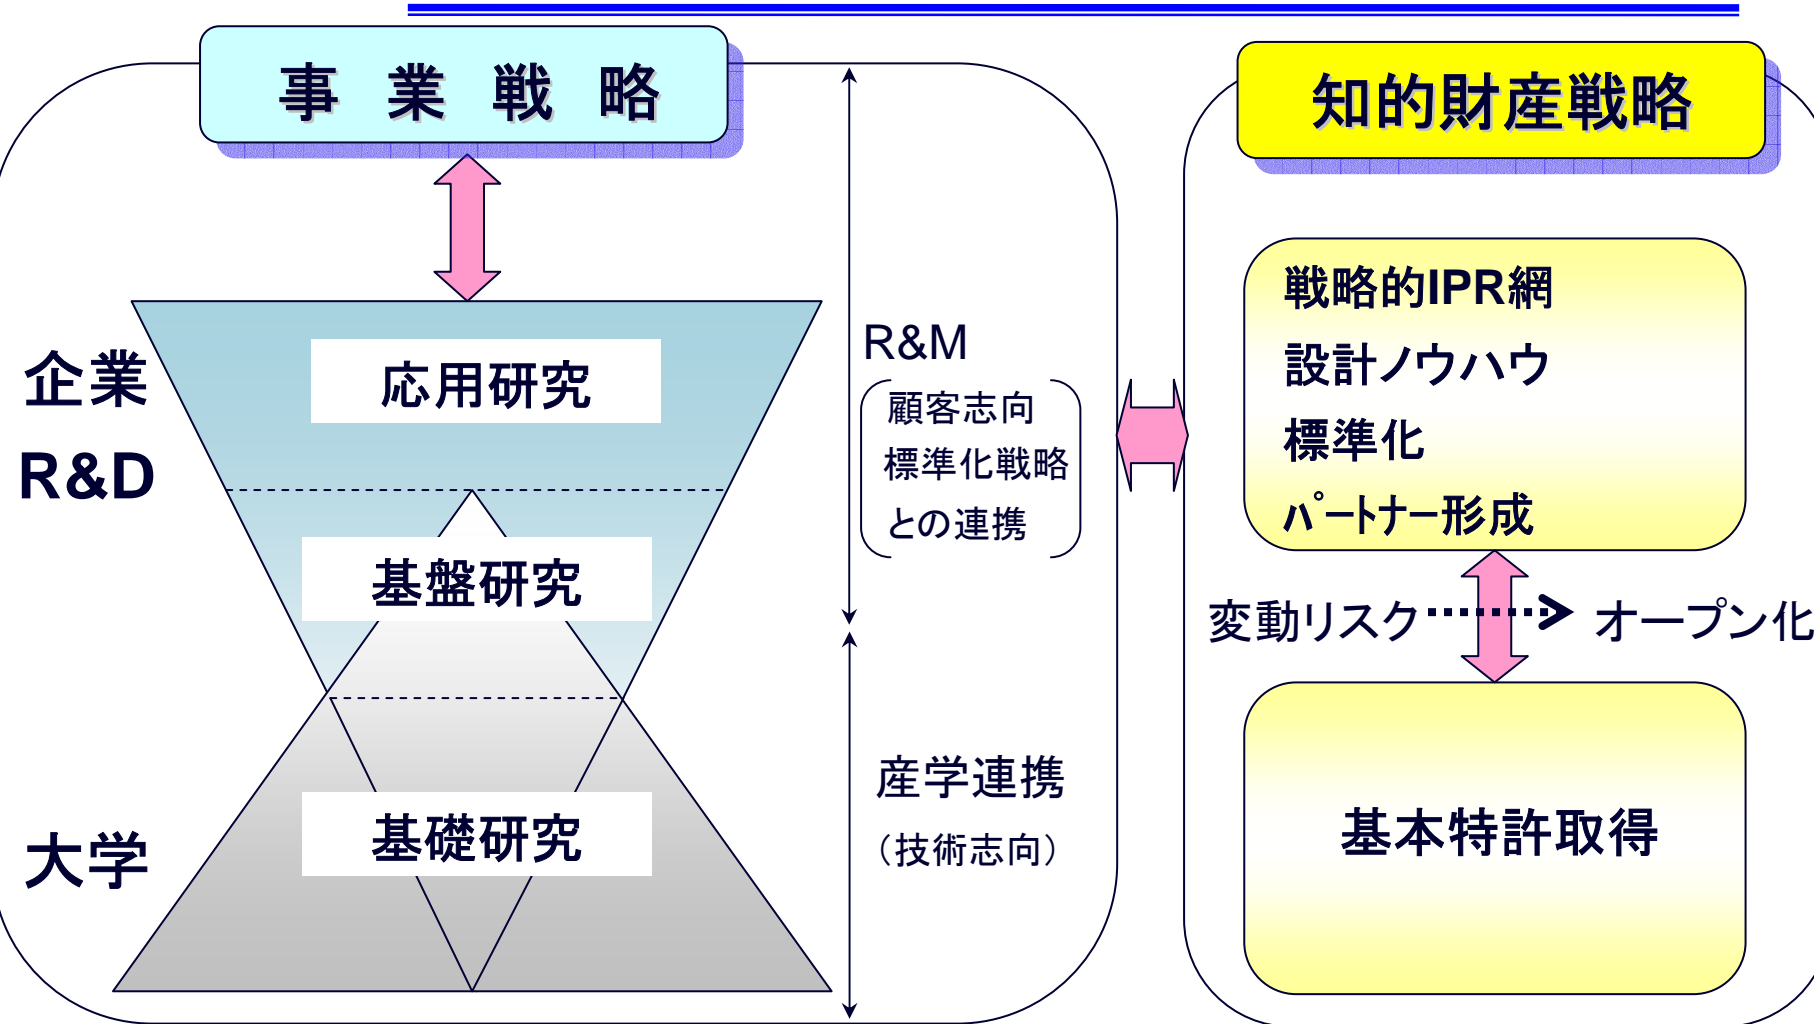 事 業 戦 略
知的財産戦略
企業
R&D
応用研究
基盤研究
大学
基礎研究
R&M
顧客志向
標準化戦略
との連携
産学連携
（技術志向）
戦略的IPR網
設計ノウハウ
標準化
ﾊﾟｰﾄﾅｰ形成
変動リスク
オープン化
基本特許取得